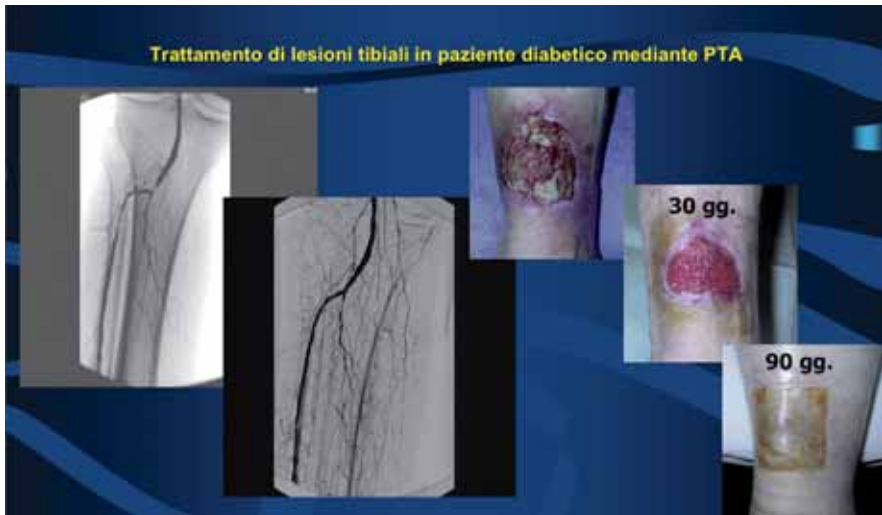 Trattamento di lesioni tibiali in paziente diabetico mediante PTA
30 gg.
90 gg.